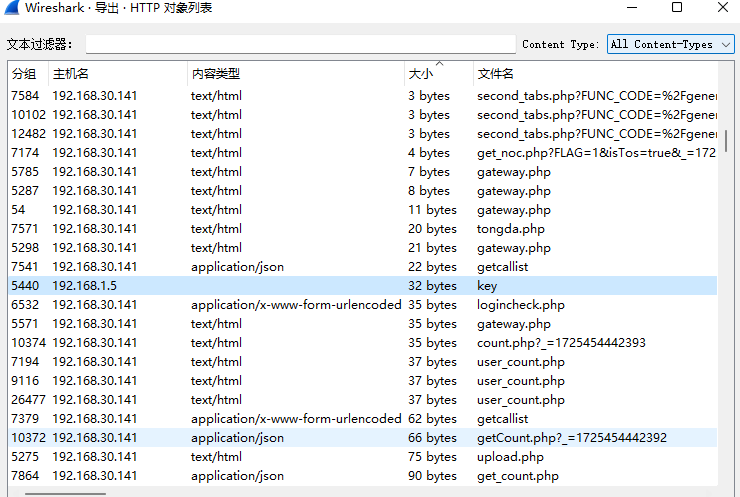 Wireshark · 导出 · HTTP 对象列表
文本过滤器： Content Type: All Content-Types
分组 主机名 内容类型 大小 文件名
7584 192.168.30.141 text/html 3 bytes second_tabs.php?FUNC_CODE=%2Fgener
10102 192.168.30.141 text/html 3 bytes second_tabs.php?FUNC_CODE=%2Fgener
12482 192.168.30.141 text/html 3 bytes second_tabs.php?FUNC_CODE=%2Fgener
7174 192.168.30.141 text/html 4 bytes get_noc.php?FLAG=1&isTos=true&_=172
5785 192.168.30.141 text/html 7 bytes gateway.php
5287 192.168.30.141 text/html 8 bytes gateway.php
54 192.168.30.141 text/html 11 bytes gateway.php
7571 192.168.30.141 text/html 20 bytes tongda.php
5298 192.168.30.141 text/html 21 bytes gateway.php
7541 192.168.30.141 application/json 22 bytes getcallist
5440 192.168.1.5 32 bytes key
6532 192.168.30.141 application/x-www-form-urlencoded 35 bytes logincheck.php
5571 192.168.30.141 text/html 35 bytes gateway.php
10374 192.168.30.141 text/html 35 bytes count.php?_=1725454442393
7194 192.168.30.141 text/html 37 bytes user_count.php
9116 192.168.30.141 text/html 37 bytes user_count.php
26477 192.168.30.141 text/html 37 bytes user_count.php
7379 192.168.30.141 application/x-www-form-urlencoded 62 bytes getcallist
10372 192.168.30.141 application/json 66 bytes getCount.php?_=1725454442392
5275 192.168.30.141 text/html 75 bytes upload.php
7864 192.168.30.141 application/json 90 bytes get_count.php